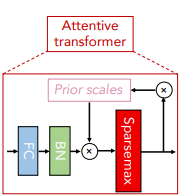 Attentive
transformer
Prior scales
FC
BN
Sparsemax